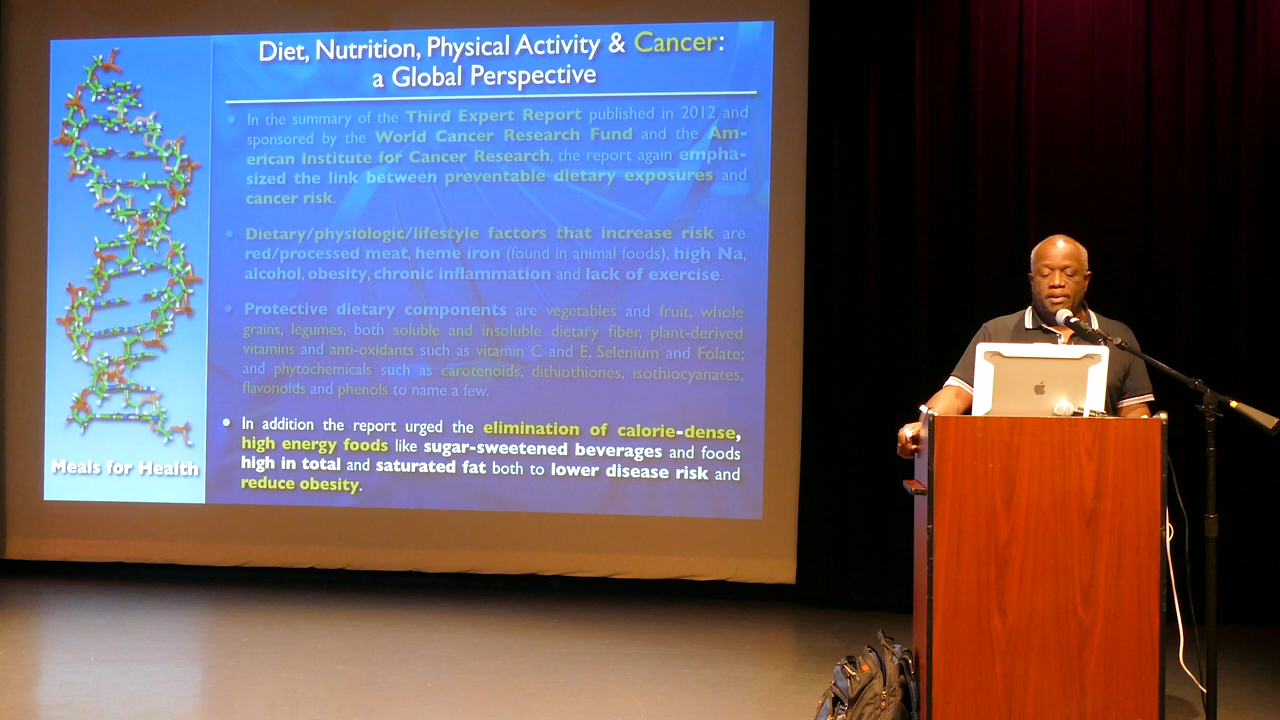 Diet, Nutrition, Physical Activity & Cancer:
a Global Perspective
• In the summary of the Third Expert Report published in 2012 and
sponsored by the World Cancer Research Fund and the Am-
erican Institute for Cancer Research, the report again empha-
sized the link between preventable dietary exposures and
cancer risk.
• Dietary/physiologic/lifestyle factors that increase risk are
red/processed meat, heme iron (found in animal foods), high Na,
alcohol, obesity, chronic inflammation and lack of exercise.
• Protective dietary components are vegetables and fruit, whole
grains, legumes, both soluble and insoluble dietary fiber, plant-derived
vitamins and anti-oxidants such as vitamin C and E, Selenium and Folate;
and phytochemicals such as carotenoids, dithiothiones, isothiocyanates,
flavonoids and phenols to name a few.
• In addition the report urged the elimination of calorie-dense,
high energy foods like sugar-sweetened beverages and foods
high in total and saturated fat both to lower disease risk and
reduce obesity.
Meals for Health